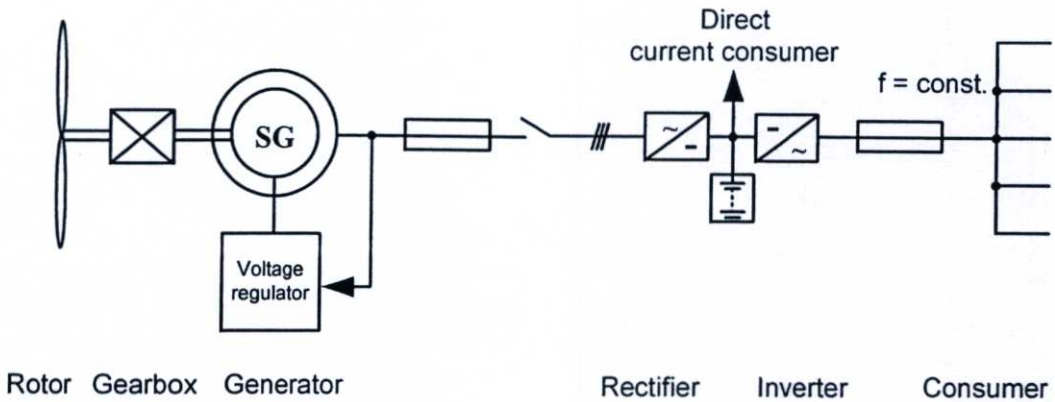 Direct
current consumer
f = const.
SG
~
-
-
~
Voltage
regulator
Rotor Gearbox Generator Rectifier Inverter Consumer